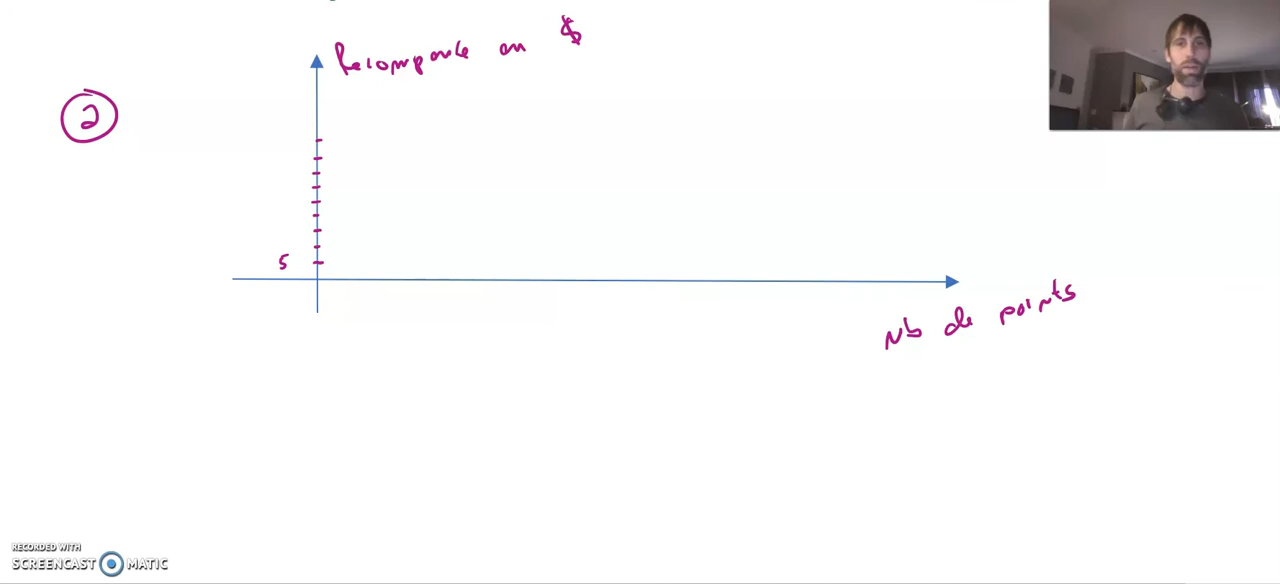 Récompense en $
2
5
Nb de points
RECORDED WITH
SCREENCAST MATIC